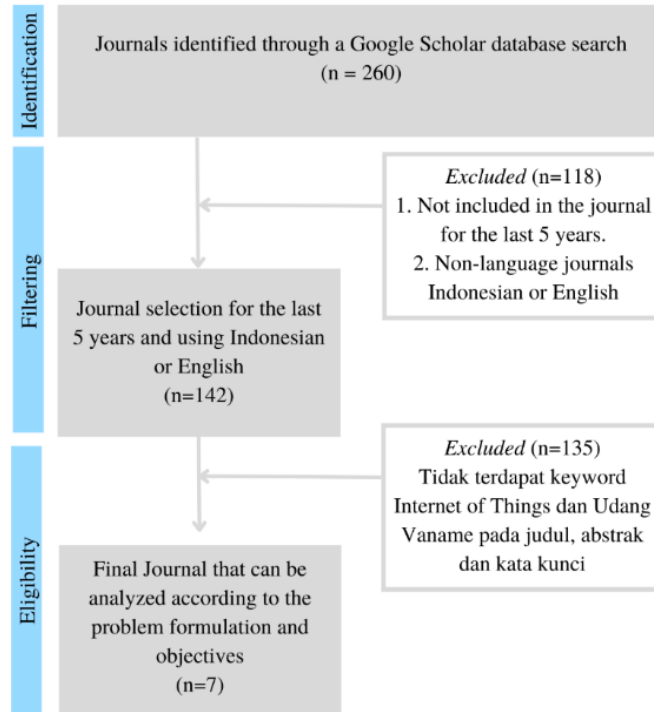 Identification
Journals identified through a Google Scholar database search
(n = 260)
Filtering
Excluded (n=118)
1. Not included in the journal
for the last 5 years.
2. Non-language journals
Indonesian or English
Journal selection for the last
5 years and using Indonesian
or English
(n=142)
Eligibility
Excluded (n=135)
Tidak terdapat keyword
Internet of Things dan Udang
Vaname pada judul, abstrak
dan kata kunci
Final Journal that can be
analyzed according to the
problem formulation and
objectives
(n=7)